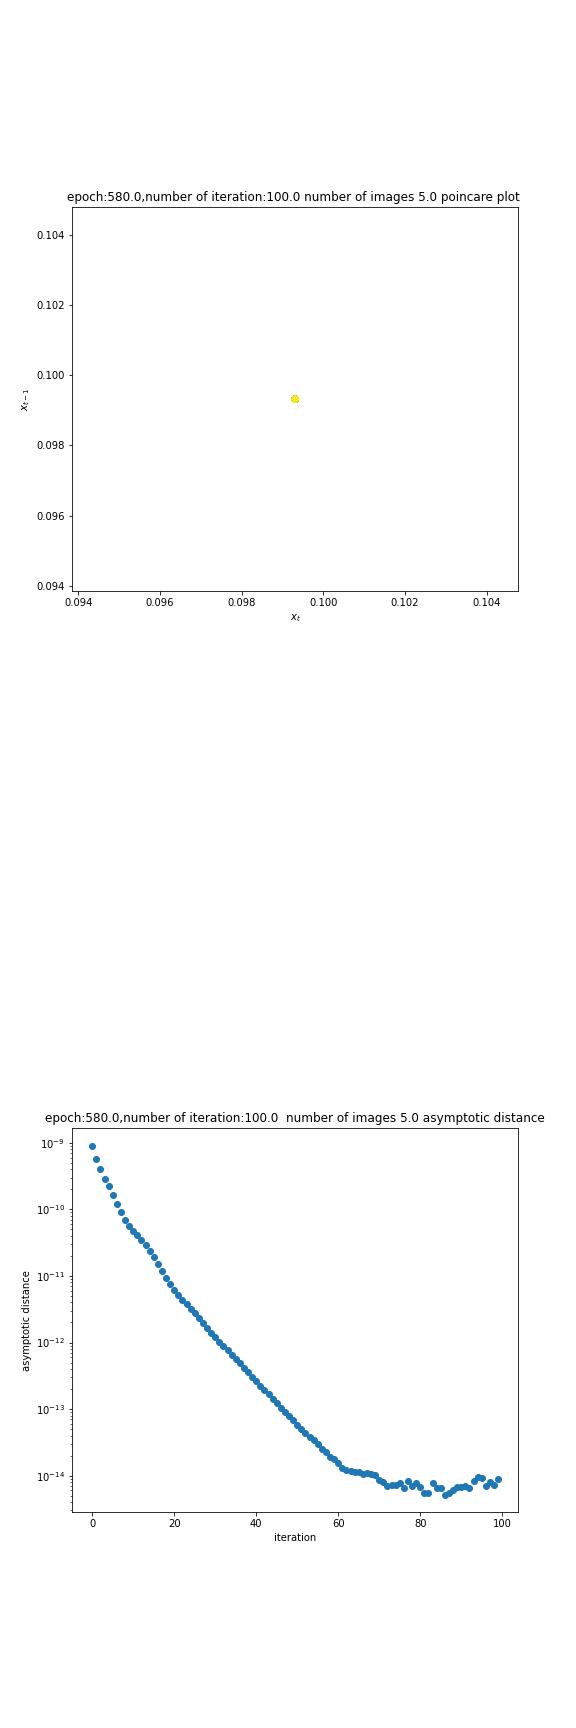 epoch:580.0,number of iteration:100.0 number of images 5.0 poincare plot
0.104
0.102
0.100
0.098
0.096
0.094
x_{t-1}
0.094 0.096 0.098 0.100 0.102 0.104
x_t
epoch:580.0,number of iteration:100.0  number of images 5.0 asymptotic distance
10^{-9}
10^{-10}
10^{-11}
10^{-12}
10^{-13}
10^{-14}
asymptotic distance
0 20 40 60 80 100
iteration